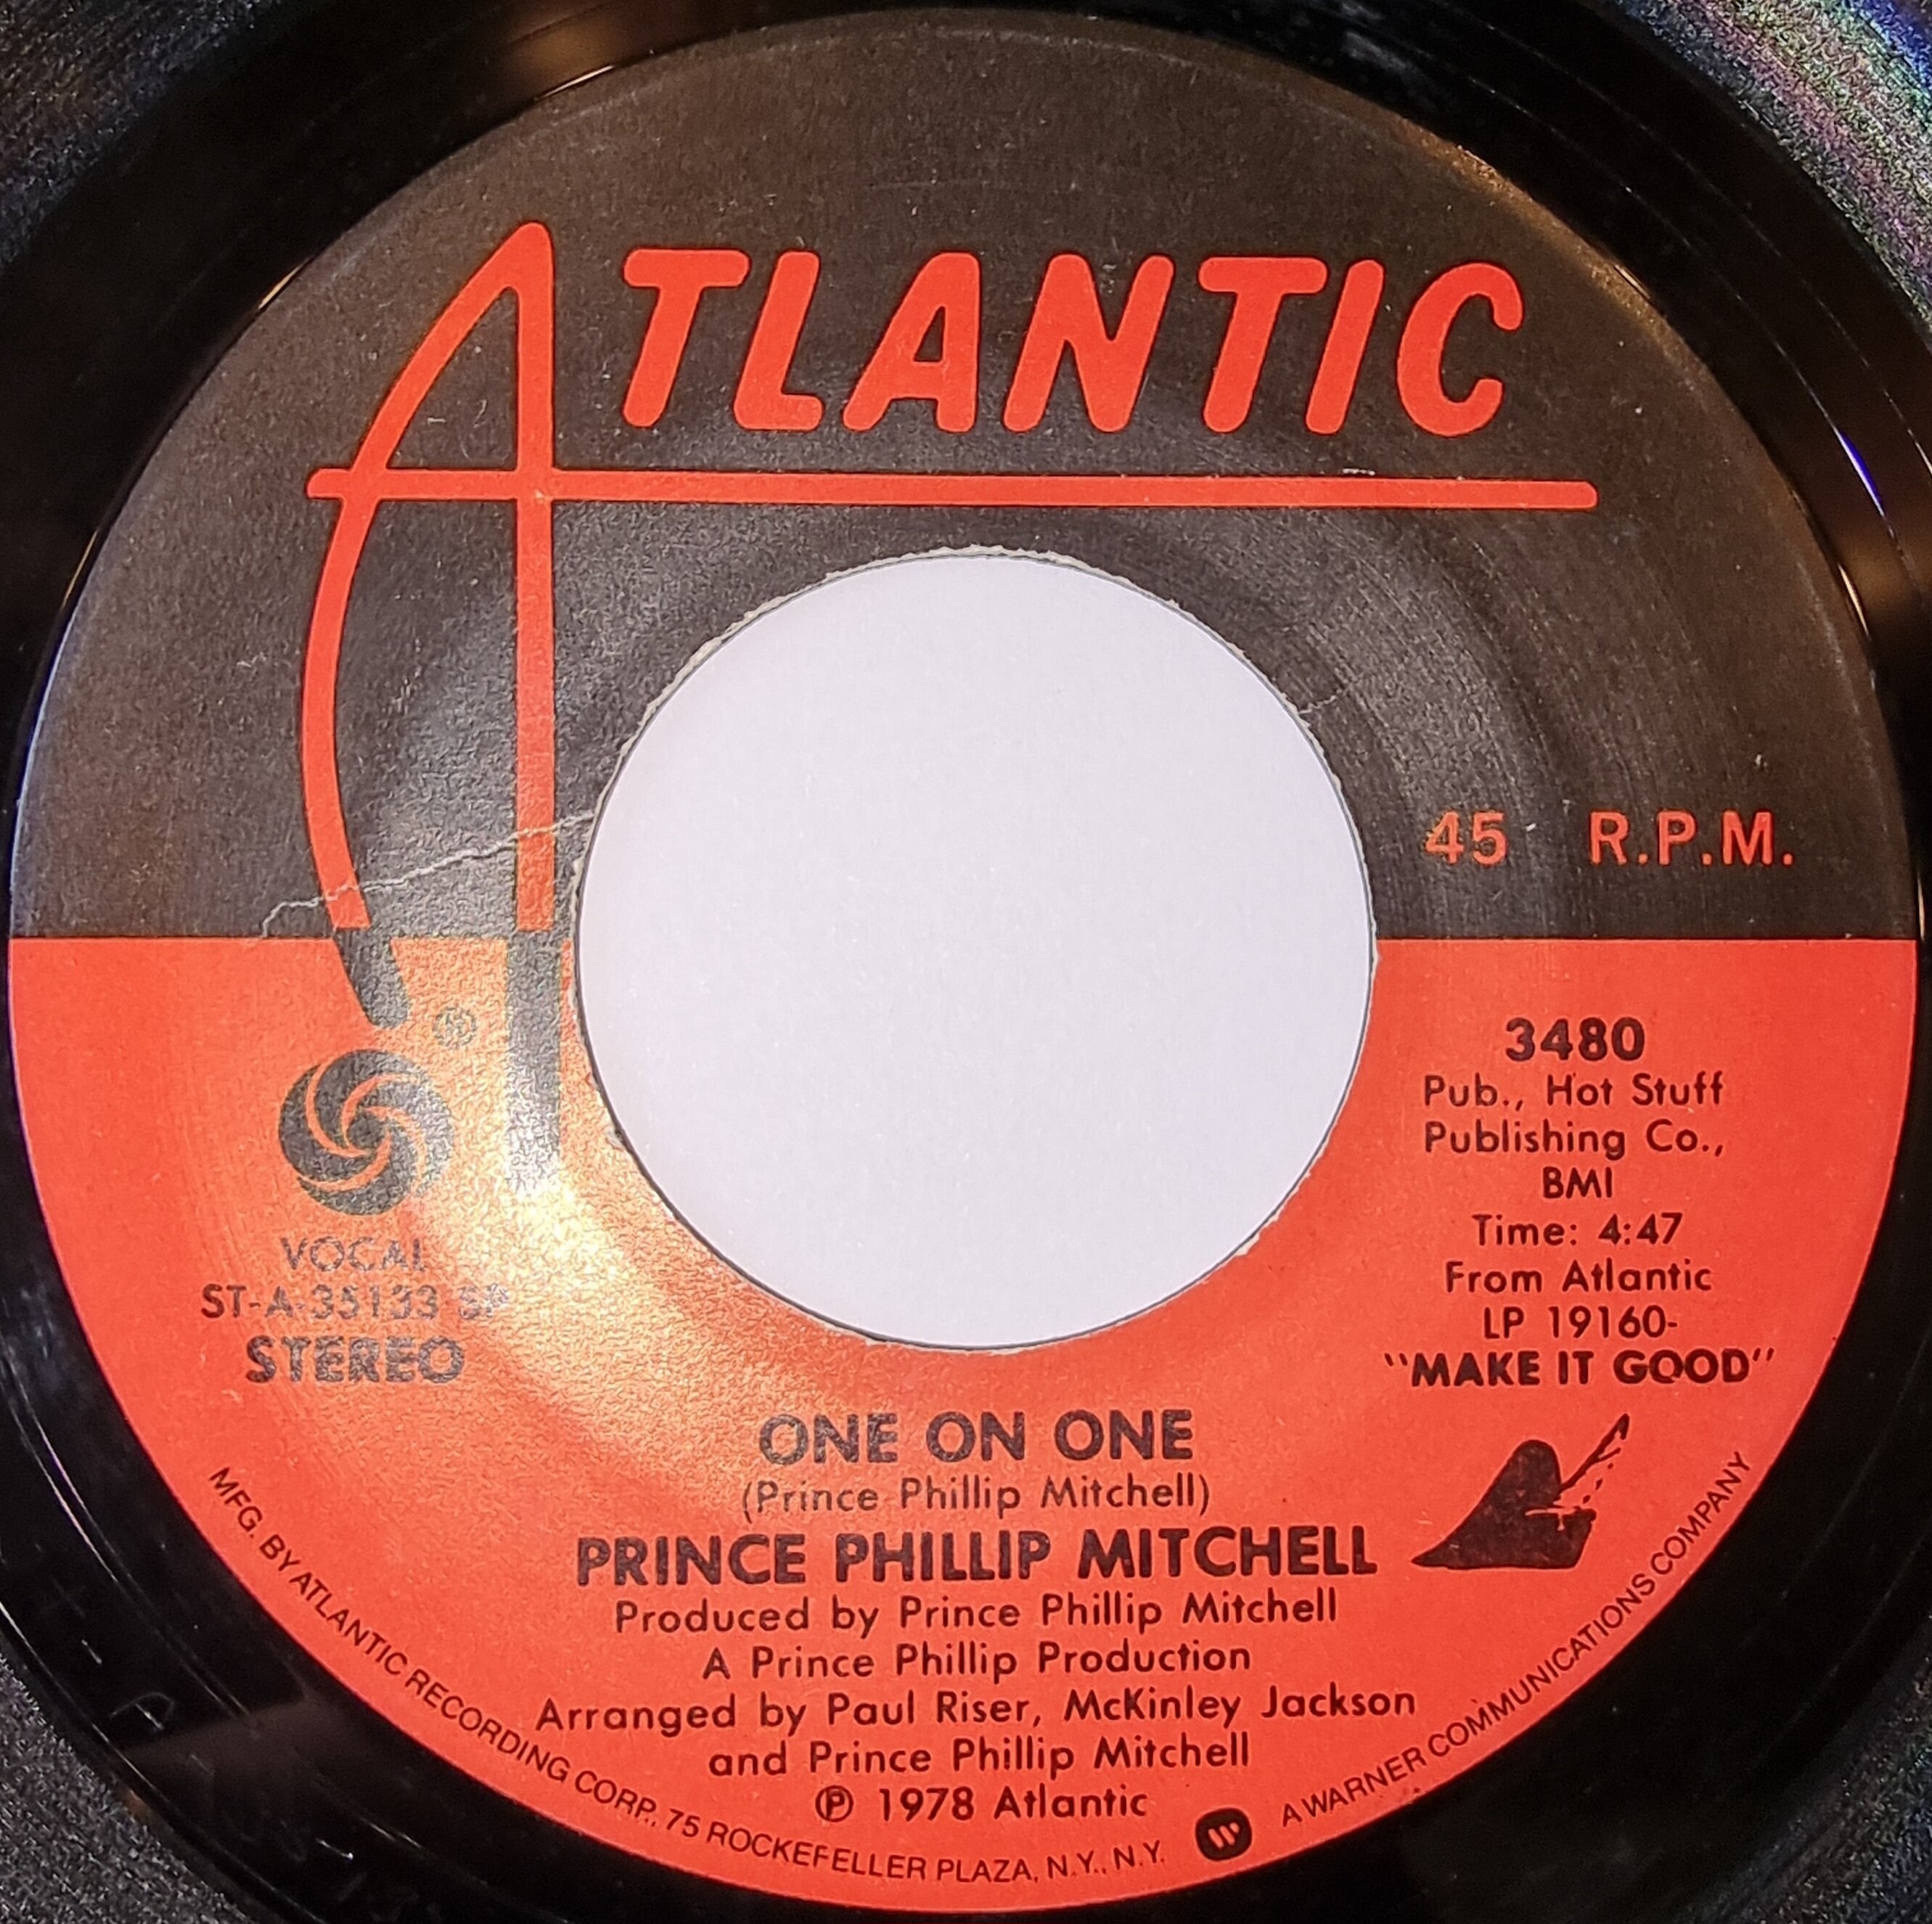 ATLANTIC
45 R.P.M.
®
VOCAL
ST-A-35133 SP
STEREO
3480
Pub., Hot Stuff
Publishing Co.,
BMI
Time: 4:47
From Atlantic
LP 19160-
"MAKE IT GOOD"
ONE ON ONE
(Prince Phillip Mitchell)
PRINCE PHILLIP MITCHELL
Produced by Prince Phillip Mitchell
A Prince Phillip Production
Arranged by Paul Riser, McKinley Jackson
and Prince Phillip Mitchell
℗ 1978 Atlantic
MFG. BY ATLANTIC RECORDING CORP., 75 ROCKEFELLER PLAZA, N.Y., N.Y. W A WARNER COMMUNICATIONS COMPANY